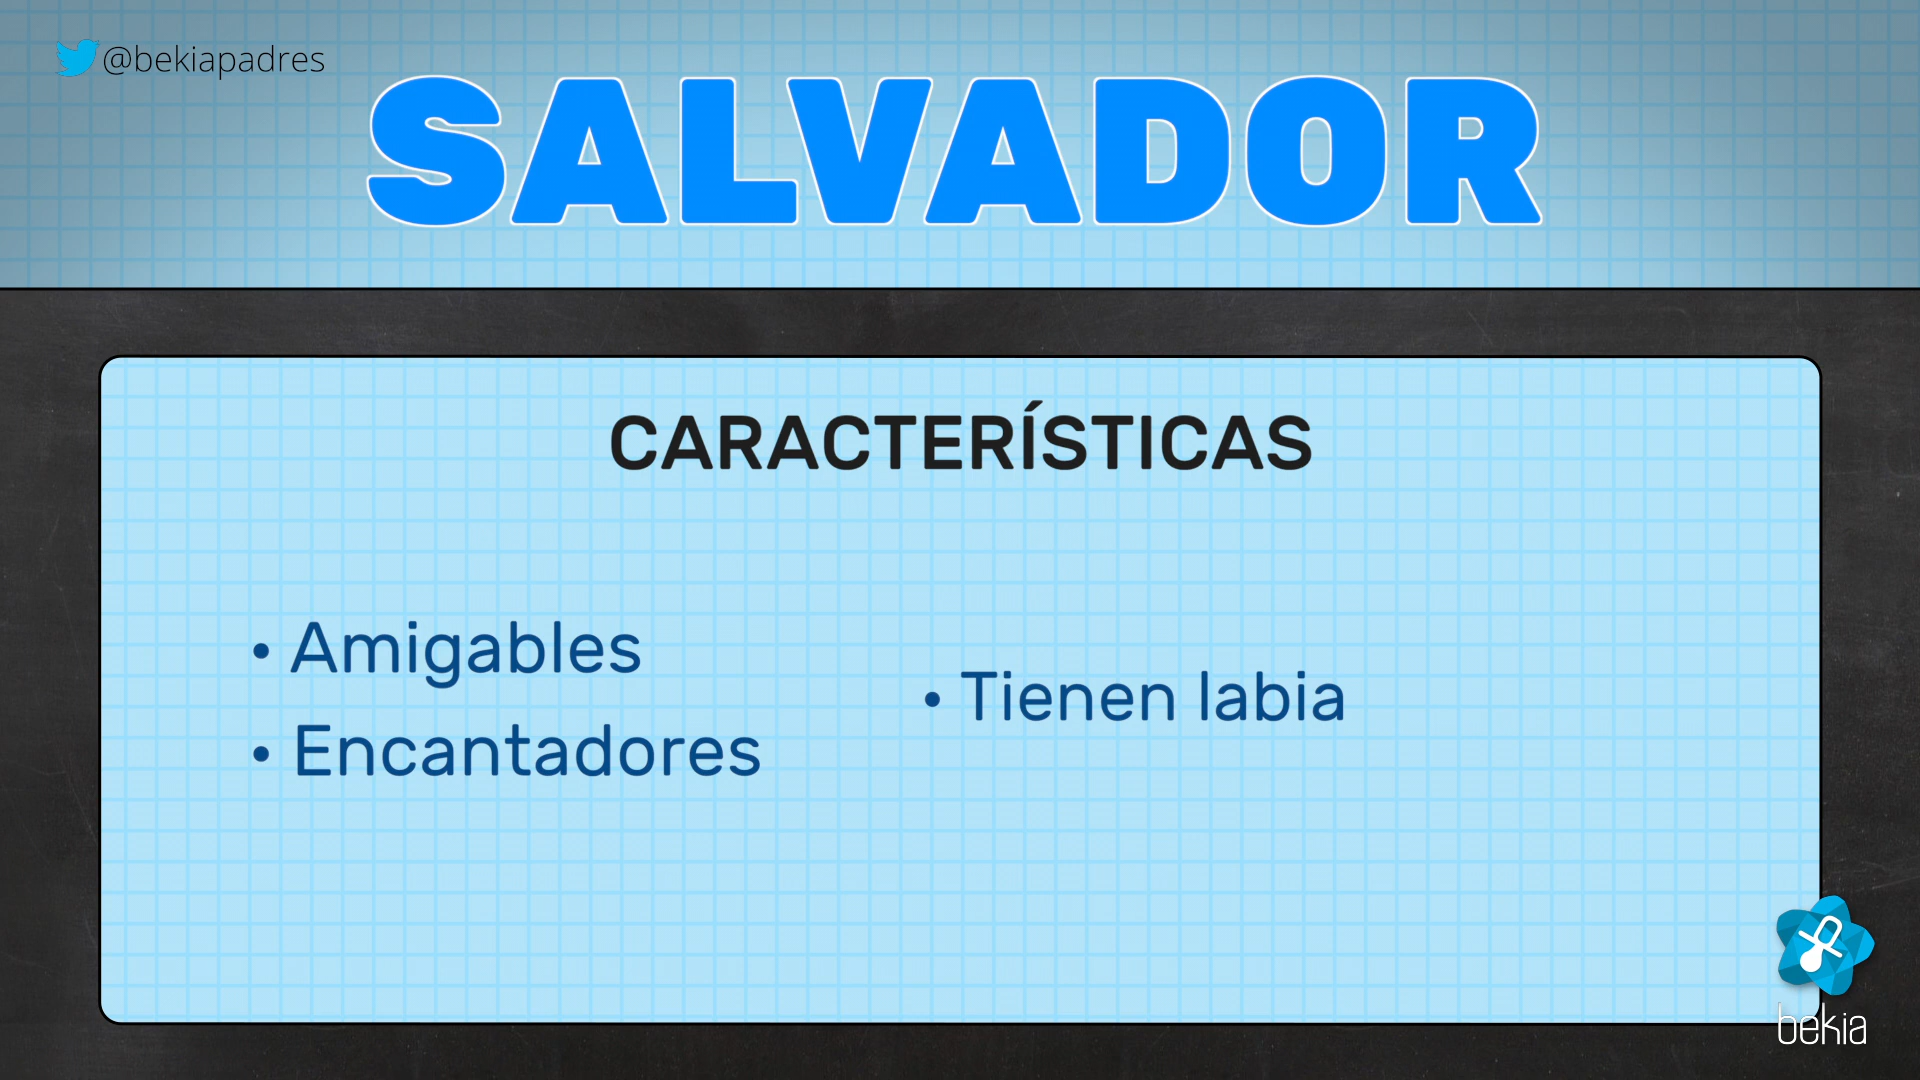 @bekiapadres
SALVADOR
CARACTERÍSTICAS
• Amigables
• Encantadores
• Tienen labia
bekia